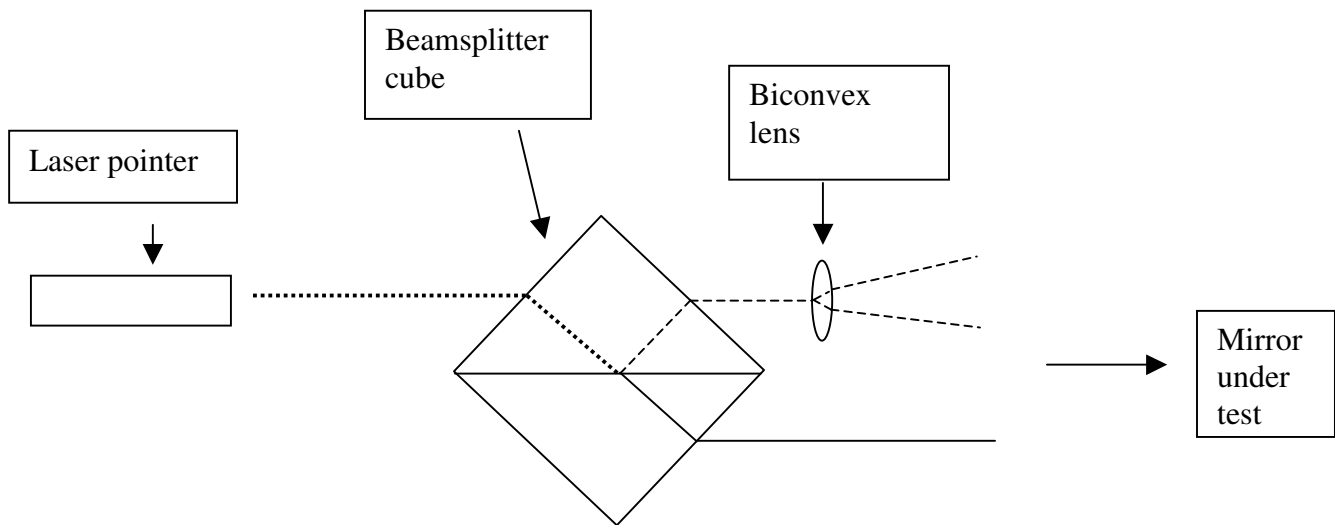 Beamsplitter
cube
Biconvex
lens
Laser pointer
Mirror
under
test